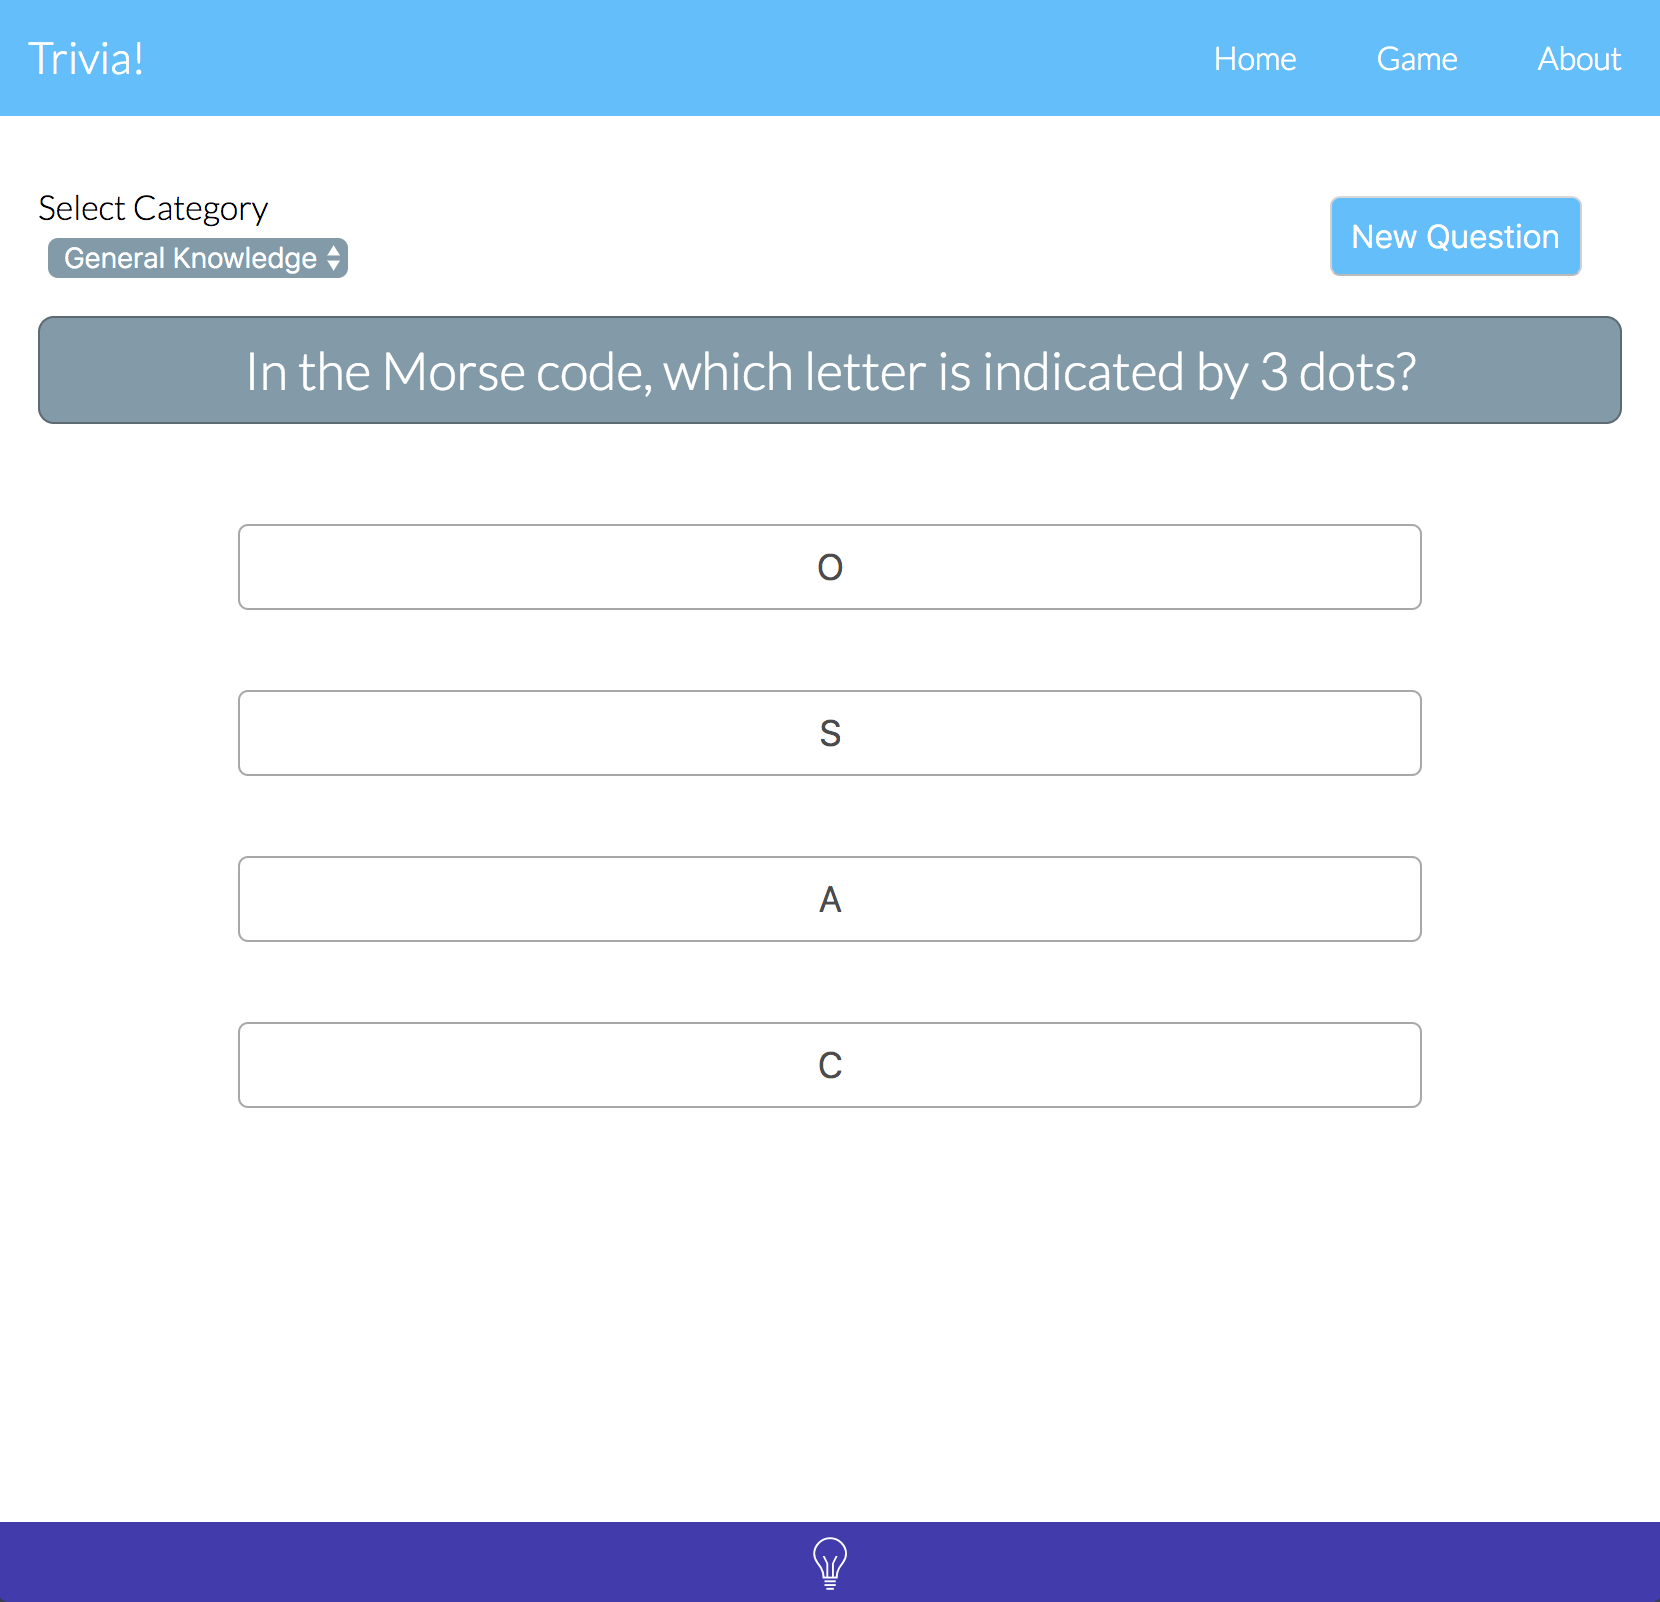 Trivia!
Home
Game
About
Select Category
General Knowledge
New Question
In the Morse code, which letter is indicated by 3 dots?
O
S
A
C